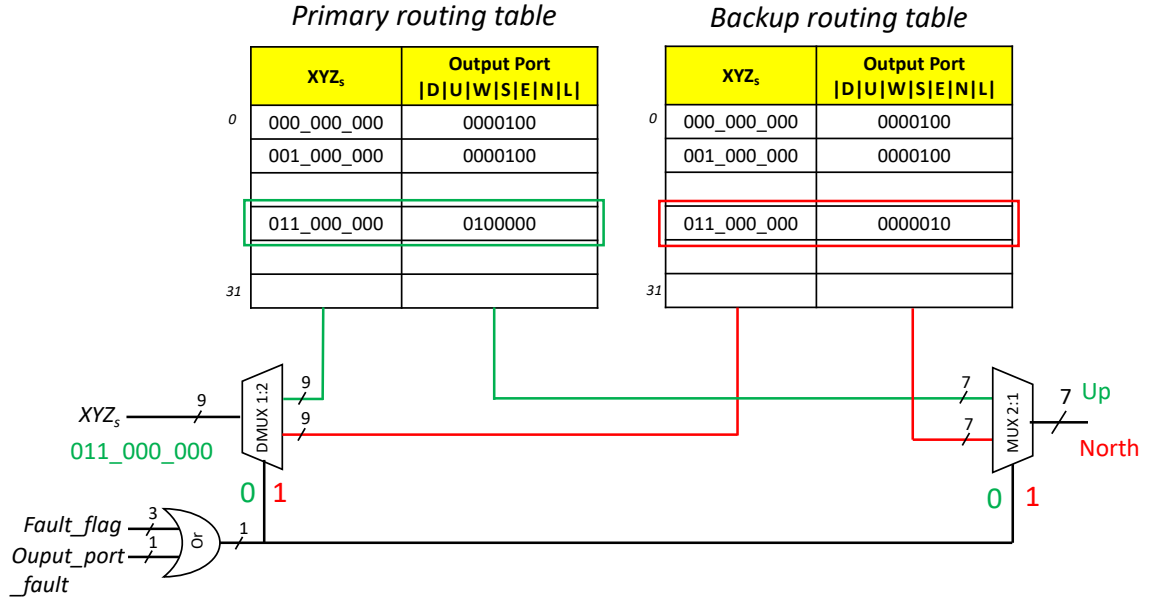 Primary routing table
Backup routing table
XYZs
Output Port
|D|U|W|S|E|N|L|
0
000_000_000
0000100
001_000_000
0000100
011_000_000
0100000
31
XYZs
Output Port
|D|U|W|S|E|N|L|
0
000_000_000
0000100
001_000_000
0000100
011_000_000
0000010
31
XYZs
9
011_000_000
DMUX 1:2
9
9
0
1
7
7
MUX 2:1
7
Up
North
0
1
Fault_flag
3
Ouput_port
_fault
1
Or
1